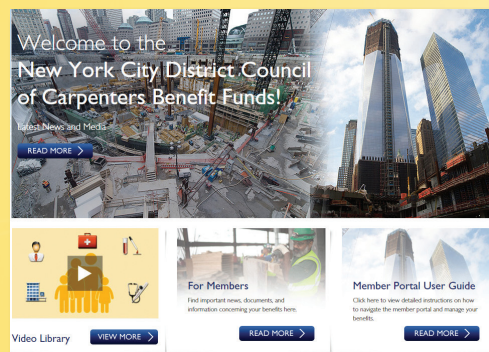 Welcome to the
New York City District Council
of Carpenters Benefit Funds!
Latest News and Media
READ MORE
Video Library
VIEW MORE
For Members
Find important news, documents, and
information concerning your benefits here.
READ MORE
Member Portal User Guide
Click here to view detailed instructions on how
to navigate the member portal and manage your
benefits.
READ MORE